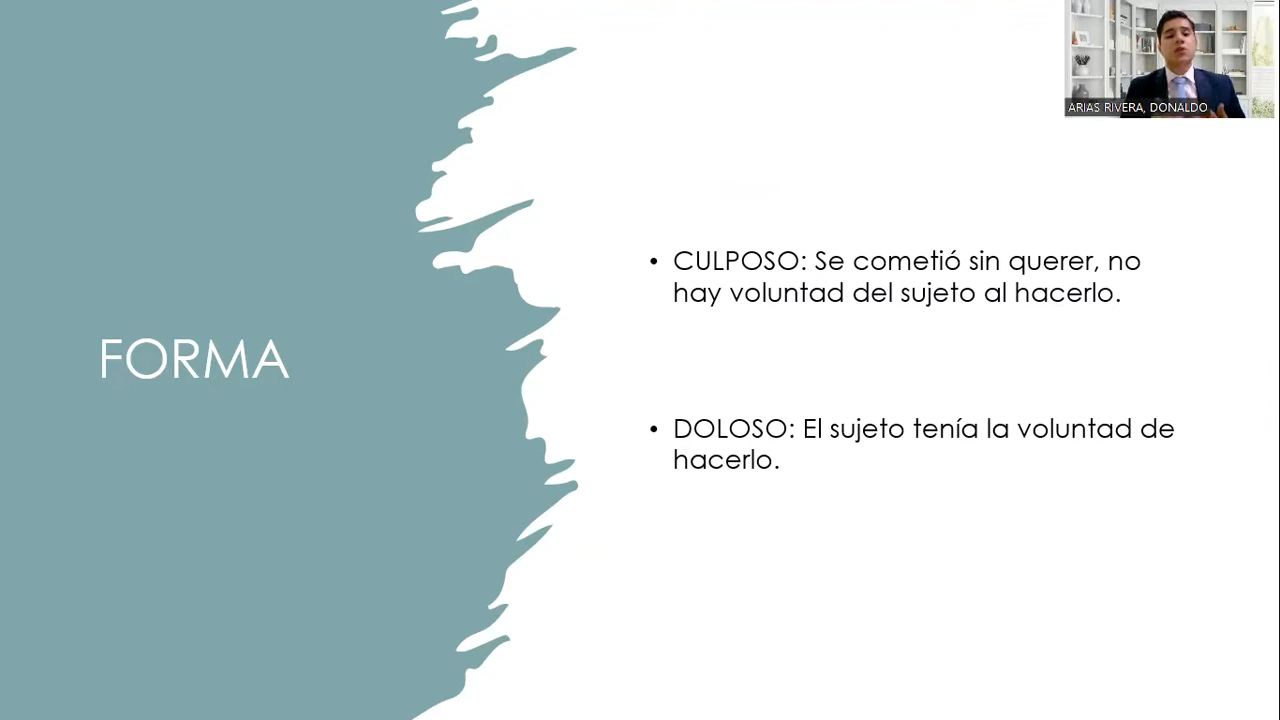 ARIAS RIVERA, DONALDO
FORMA
• CULPOSO: Se cometió sin querer, no
hay voluntad del sujeto al hacerlo.
• DOLOSO: El sujeto tenía la voluntad de
hacerlo.